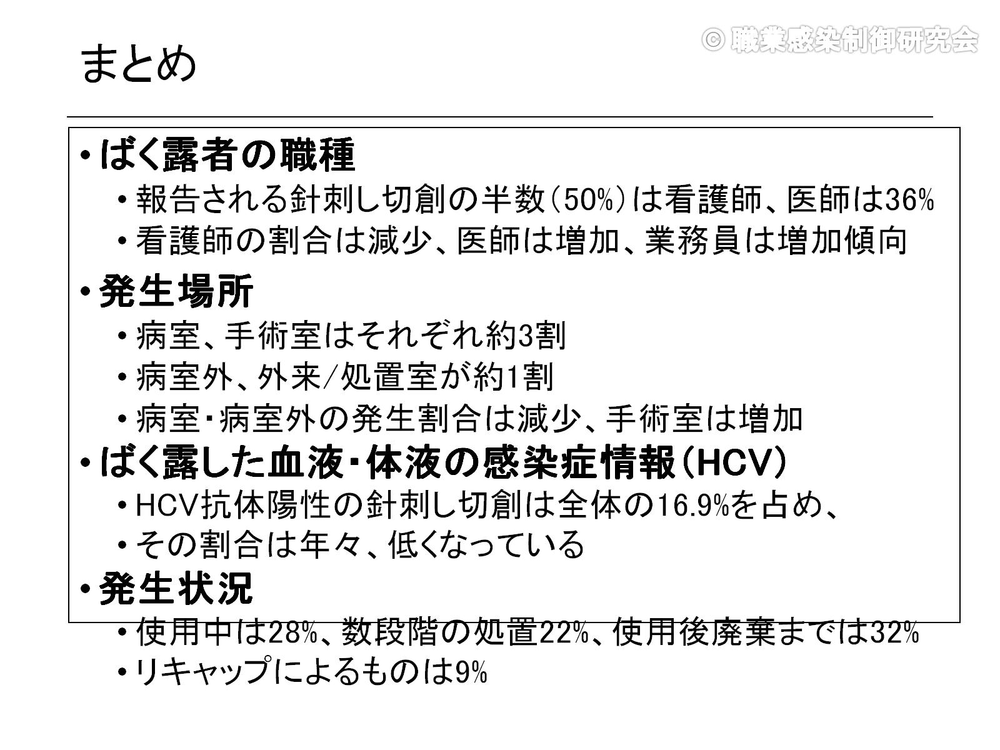 © 職業感染制御研究会
まとめ
• ばく露者の職種
• 報告される針刺し切創の半数（50%）は看護師、医師は36%
• 看護師の割合は減少、医師は増加、業務員は増加傾向
• 発生場所
• 病室、手術室はそれぞれ約3割
• 病室外、外来/処置室が約1割
• 病室・病室外の発生割合は減少、手術室は増加
• ばく露した血液・体液の感染症情報（HCV）
• HCV抗体陽性の針刺し切創は全体の16.9%を占め、
• その割合は年々、低くなっている
• 発生状況
• 使用中は28%、数段階の処置22%、使用後廃棄までは32%
• リキャップによるものは9%